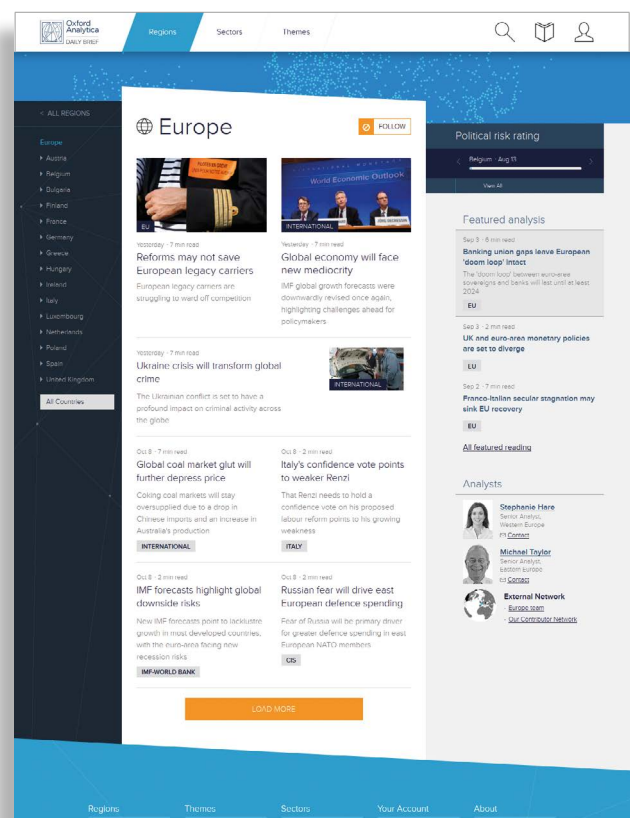 Oxford
Analytica
DAILY BRIEF
Regions
Sectors
Themes
< ALL REGIONS
Europe
Austria
Belgium
Bulgaria
Finland
France
Germany
Greece
Hungary
Ireland
Italy
Luxembourg
Netherlands
Poland
Spain
United Kingdom
All Countries
Europe
FOLLOW
EU
Yesterday · 7 min read
Reforms may not save
European legacy carriers
European legacy carriers are
struggling to ward off competition
World Economic Outlook
INTERNATIONAL
Yesterday · 7 min read
Global economy will face
new mediocrity
IMF global growth forecasts were
downwardly revised once again,
highlighting challenges ahead for
policymakers
Yesterday · 7 min read
Ukraine crisis will transform global
crime
The Ukrainian conflict is set to have a
profound impact on criminal activity across
the globe
INTERNATIONAL
Oct 8 · 7 min read
Global coal market glut will
further depress price
Coking coal markets will stay
oversupplied due to a drop in
Chinese imports and an increase in
Australia's production
INTERNATIONAL
Oct 8 · 2 min read
Italy's confidence vote points
to weaker Renzi
That Renzi needs to hold a
confidence vote on his proposed
labour reform points to his growing
weakness
ITALY
Oct 8 · 2 min read
IMF forecasts highlight global
downside risks
New IMF forecasts point to lacklustre
growth in most developed countries,
with the euro-area facing new
recession risks
IMF-WORLD BANK
Oct 8 · 2 min read
Russian fear will drive east
European defence spending
Fear of Russia will be primary driver
for greater defence spending in east
European NATO members
CIS
LOAD MORE
Political risk rating
Belgium · Aug 13
View All
Featured analysis
Sep 3 · 6 min read
Banking union gaps leave European
'doom loop' intact
The 'doom loop' between euro-area
sovereigns and banks will last until at least
2024
EU
Sep 3 · 2 min read
UK and euro-area monetary policies
are set to diverge
EU
Sep 2 · 7 min read
Franco-Italian secular stagnation may
sink EU recovery
EU
All featured reading
Analysts
Stephanie Hare
Senior Analyst,
Western Europe
Contact
Michael Taylor
Senior Analyst,
Eastern Europe
Contact
External Network
- Europe team
- Our Contributor Network
Regions
Themes
Sectors
Your Account
About